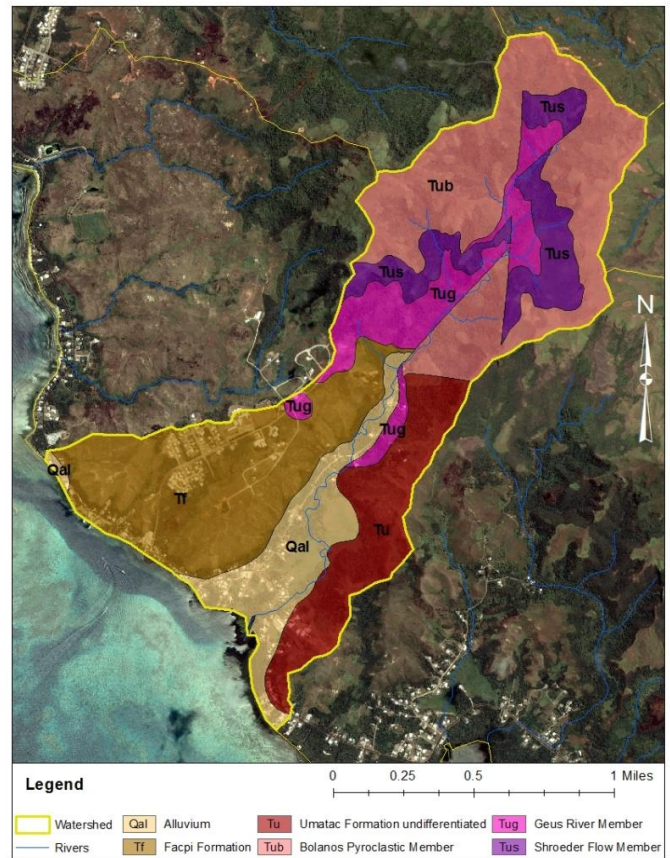 Tus
Tub
Tus
Tus
Tug
N
Tug
Tug
Qal
Tf
Tu
Qal
Legend
0 0.25 0.5 1 Miles
Watershed Qal Alluvium Tu Umatac Formation undifferentiated Tug Geus River Member
Rivers Tf Facpi Formation Tub Bolanos Pyroclastic Member Tus Shroeder Flow Member